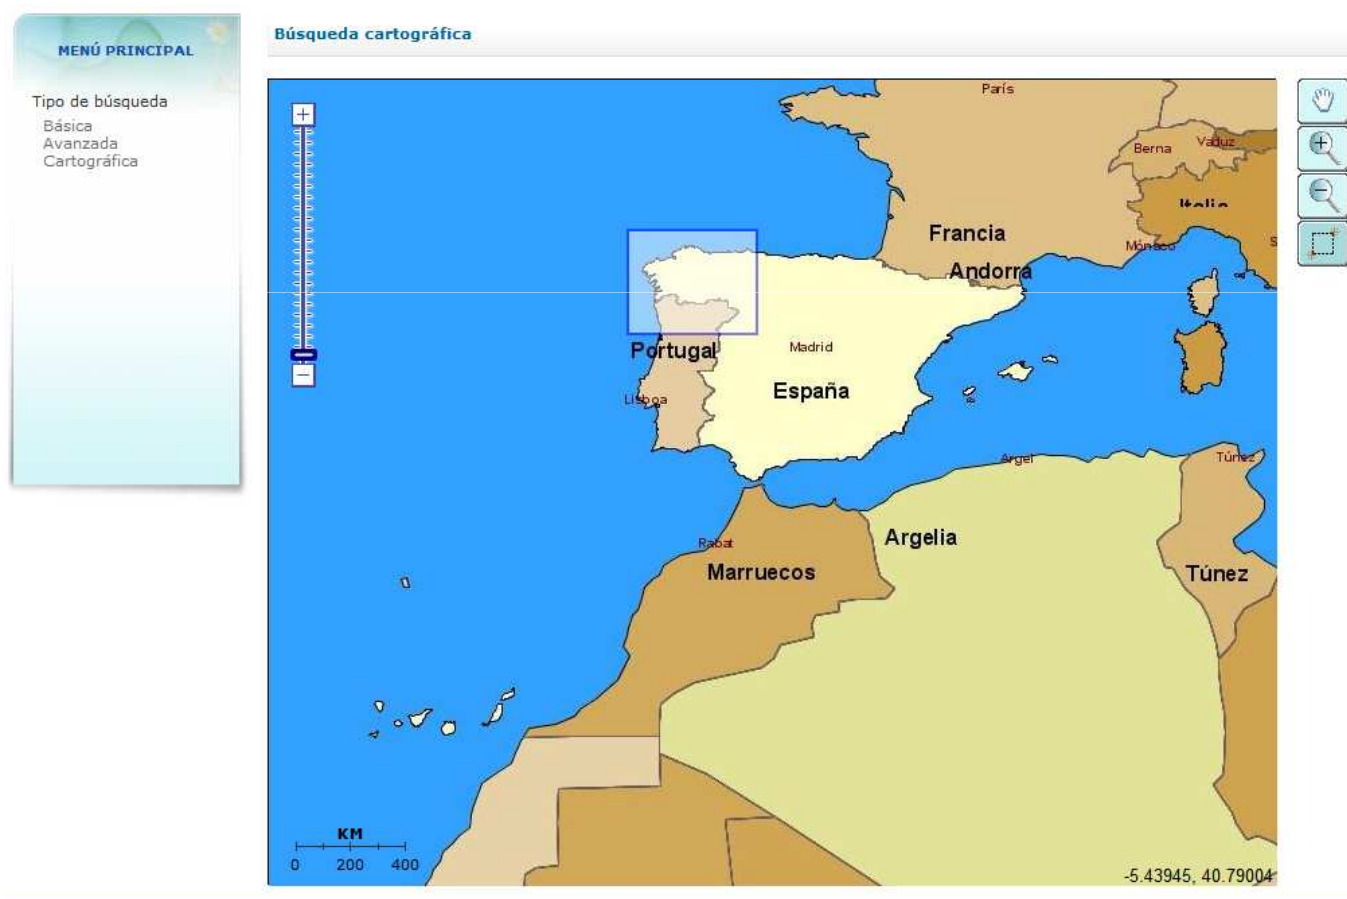 MENÚ PRINCIPAL
Tipo de búsqueda
Básica
Avanzada
Cartográfica
Búsqueda cartográfica
+
París
Berna
Vaduz
Italia
Francia
Mónaco
S
Andorra
Madrid
Portugal
España
Lisboa
−
Argel
Túnez
Argelia
Rabat
Marruecos
Túnez
KM
0 200 400
-5.43945, 40.79004